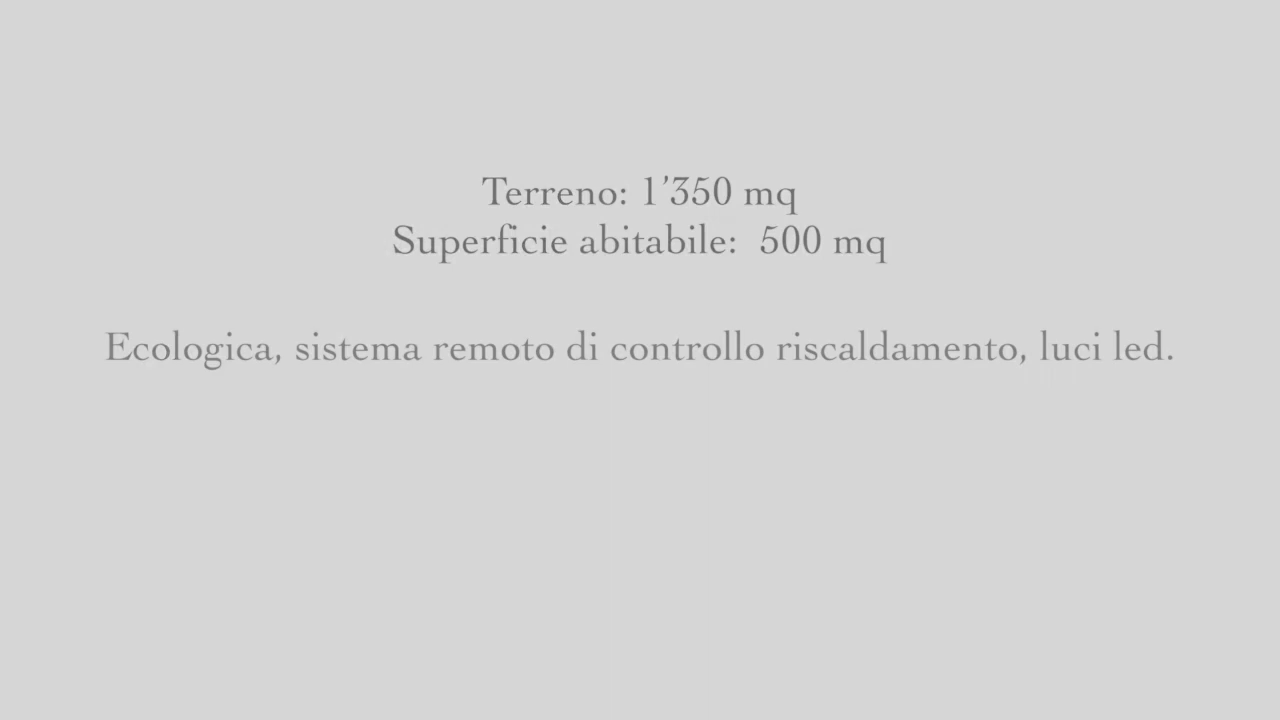 Terreno: 1’350 mq
Superficie abitabile:  500 mq
Ecologica, sistema remoto di controllo riscaldamento, luci led.